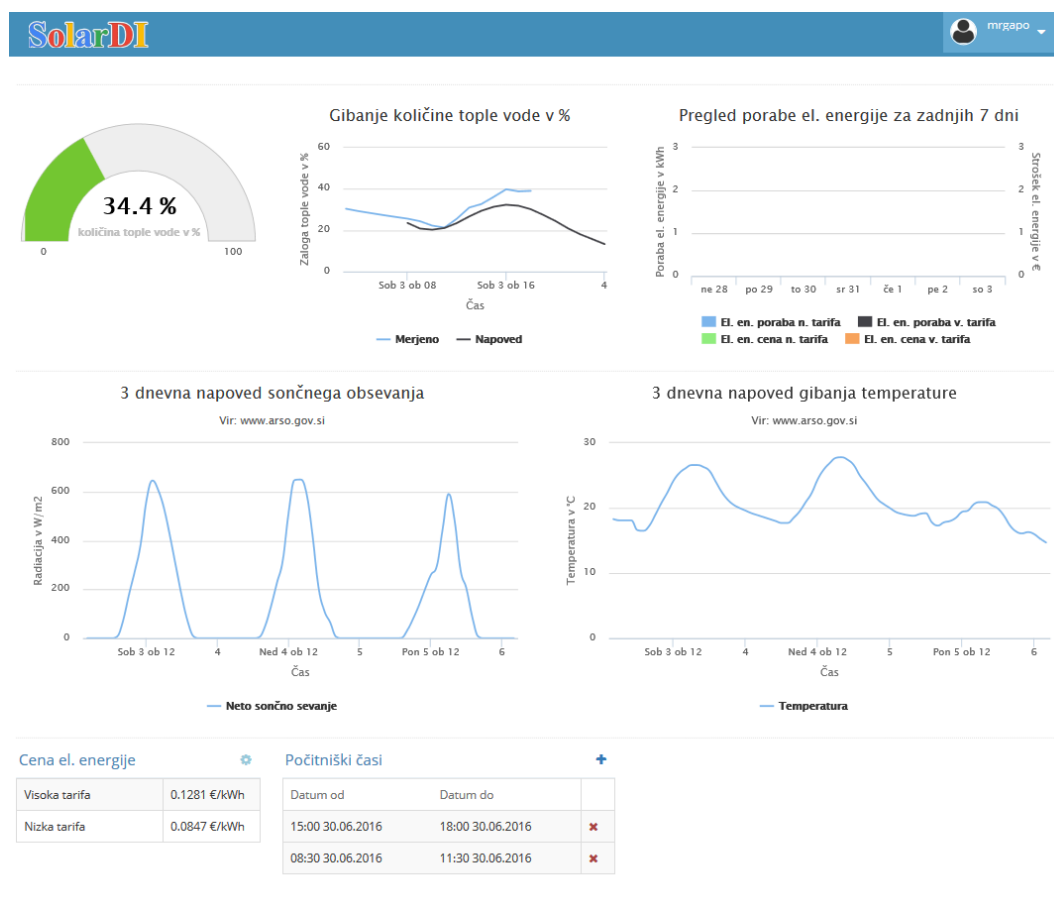 SolarDI
mrgapo
34.4 %
količina tople vode v %
0
100
Gibanje količine tople vode v %
Zaloga tople vode v %
60
40
20
0
Sob 3 ob 08
Sob 3 ob 16
4
Čas
Merjeno
Napoved
Pregled porabe el. energije za zadnjih 7 dni
Poraba el. energije v kWh
3
2
1
0
Strošek el. energije v €
3
2
1
0
ne 28
po 29
to 30
sr 31
če 1
pe 2
so 3
El. en. poraba n. tarifa
El. en. poraba v. tarifa
El. en. cena n. tarifa
El. en. cena v. tarifa
3 dnevna napoved sončnega obsevanja
Vir: www.arso.gov.si
Radiacija v W/m2
800
600
400
200
0
Sob 3 ob 12
4
Ned 4 ob 12
5
Pon 5 ob 12
6
Čas
Neto sončno sevanje
3 dnevna napoved gibanja temperature
Vir: www.arso.gov.si
Temperatura v °C
30
20
10
0
Sob 3 ob 12
4
Ned 4 ob 12
5
Pon 5 ob 12
6
Čas
Temperatura
Cena el. energije
Visoka tarifa 0.1281 €/kWh
Nizka tarifa 0.0847 €/kWh
Počitniški časi
Datum od Datum do
15:00 30.06.2016 18:00 30.06.2016
08:30 30.06.2016 11:30 30.06.2016